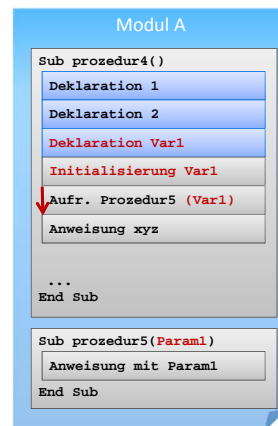 Modul A
Sub prozedur4()
Deklaration 1
Deklaration 2
Deklaration Var1
Initialisierung Var1
Aufr. Prozedur5 (Var1)
Anweisung xyz
...
End Sub
Sub prozedur5(Param1)
Anweisung mit Param1
End Sub